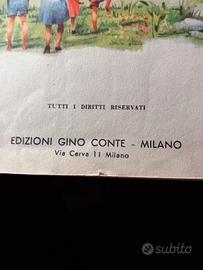 TUTTI I DIRITTI RISERVATI
EDIZIONI GINO CONTE - MILANO
Via Cerva 11 Milano
subito